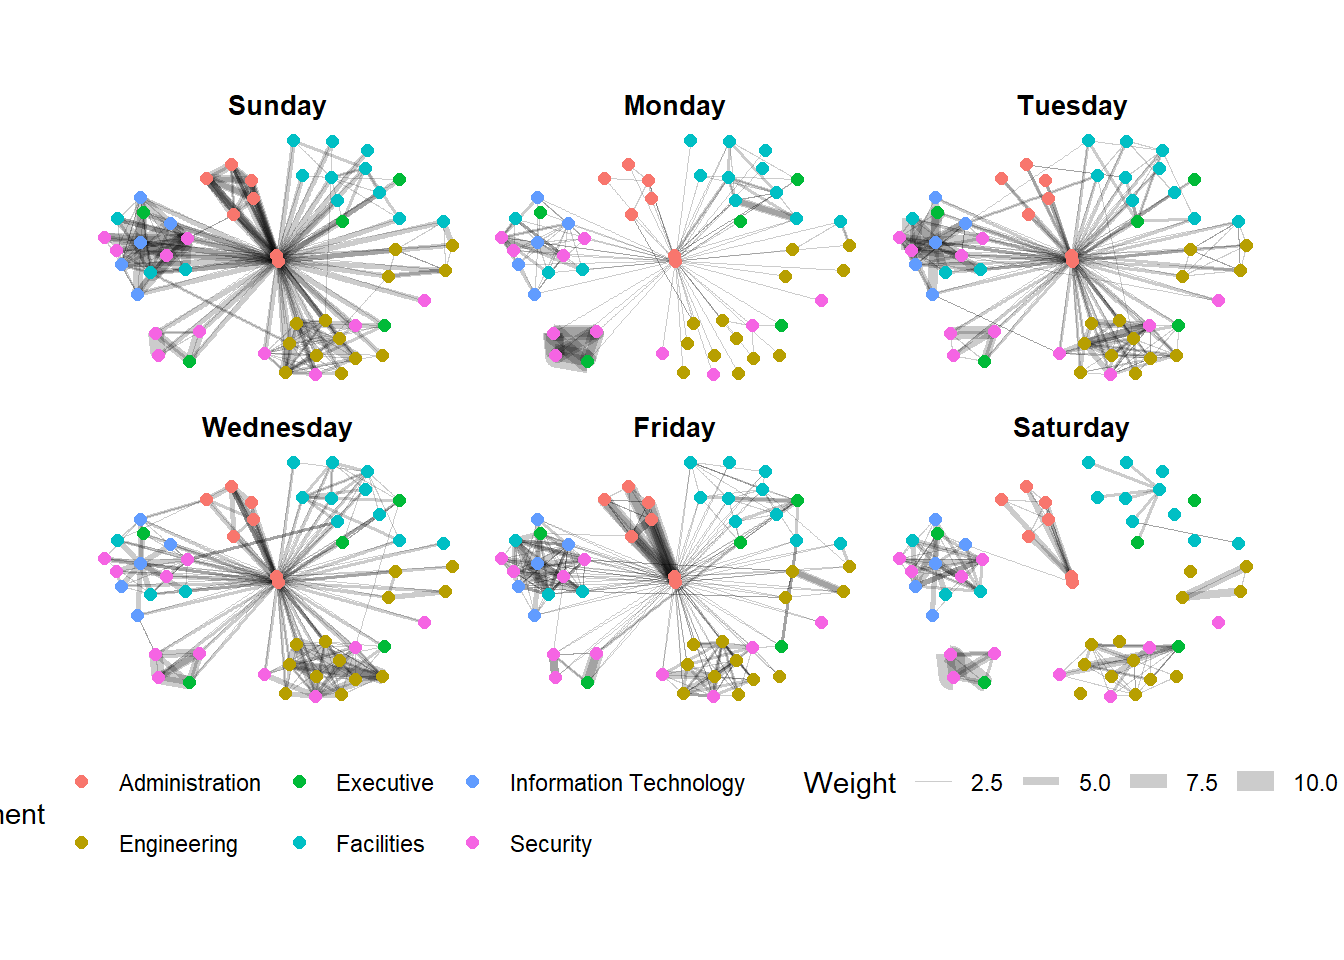 Sunday
Monday
Tuesday
Wednesday
Friday
Saturday
Administration
Executive
Information Technology
Weight
2.5
5.0
7.5
10.0
Engineering
Facilities
Security